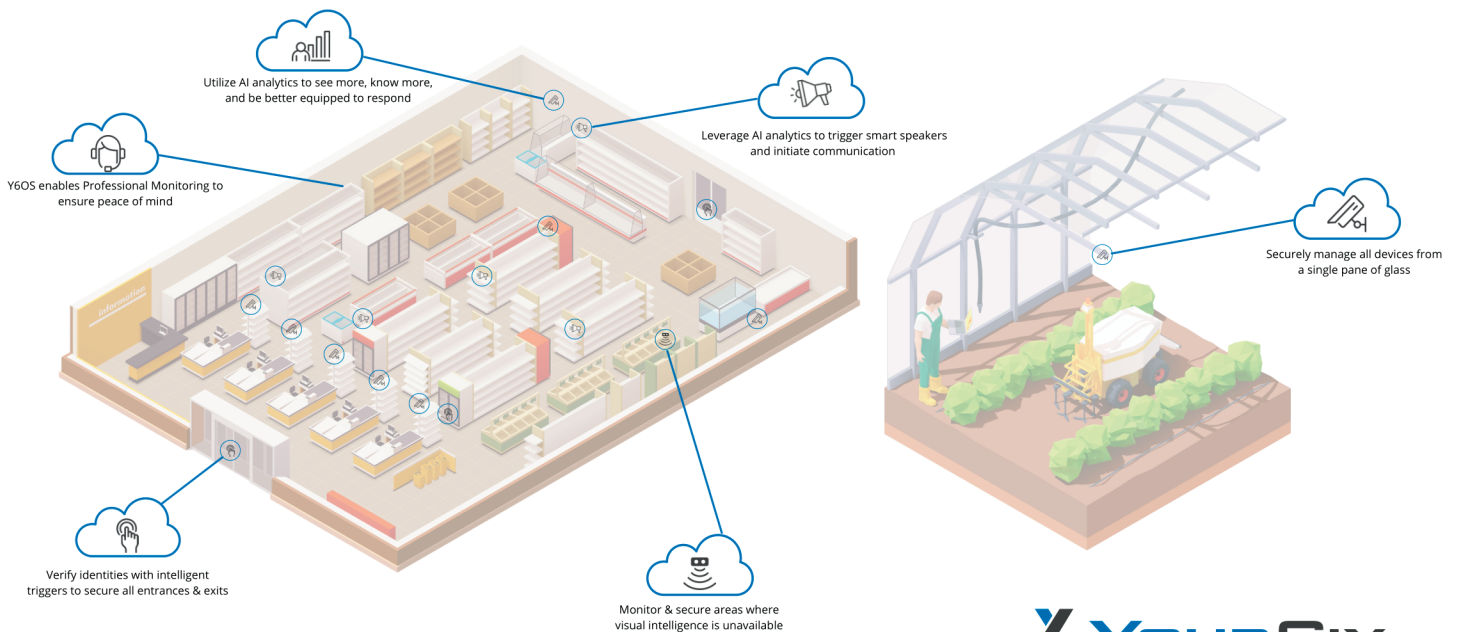 Utilize AI analytics to see more, know more,
and be better equipped to respond
Leverage AI analytics to trigger smart speakers
and initiate communication
Y6OS enables Professional Monitoring to
ensure peace of mind
Securely manage all devices from
a single pane of glass
Information
Verify identities with intelligent
triggers to secure all entrances & exits
Monitor & secure areas where
visual intelligence is unavailable
YOURSIX